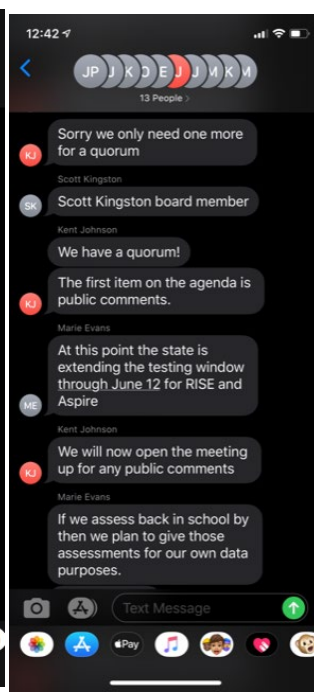 12:42
JP J K D E J J M K M
13 People >
Sorry we only need one more
for a quorum
KJ
Scott Kingston
SK
Scott Kingston board member
Kent Johnson
We have a quorum!
The first item on the agenda is
public comments.
KJ
Marie Evans
At this point the state is
extending the testing window
through June 12 for RISE and
Aspire
ME
Kent Johnson
We will now open the meeting
up for any public comments
KJ
Marie Evans
If we assess back in school by
then we plan to give those
assessments for our own data
purposes.
Text Message
Pay